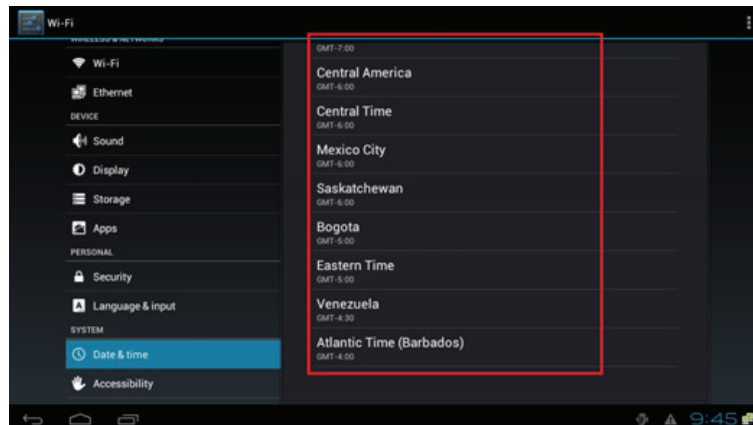 Wi-Fi
WIRELESS & NETWORKS
Wi-Fi
Ethernet
DEVICE
Sound
Display
Storage
Apps
PERSONAL
Security
Language & input
SYSTEM
Date & time
Accessibility
GMT-7:00
Central America
GMT-6:00
Central Time
GMT-6:00
Mexico City
GMT-6:00
Saskatchewan
GMT-6:00
Bogota
GMT-5:00
Eastern Time
GMT-5:00
Venezuela
GMT-4:30
Atlantic Time (Barbados)
GMT-4:00
9:45